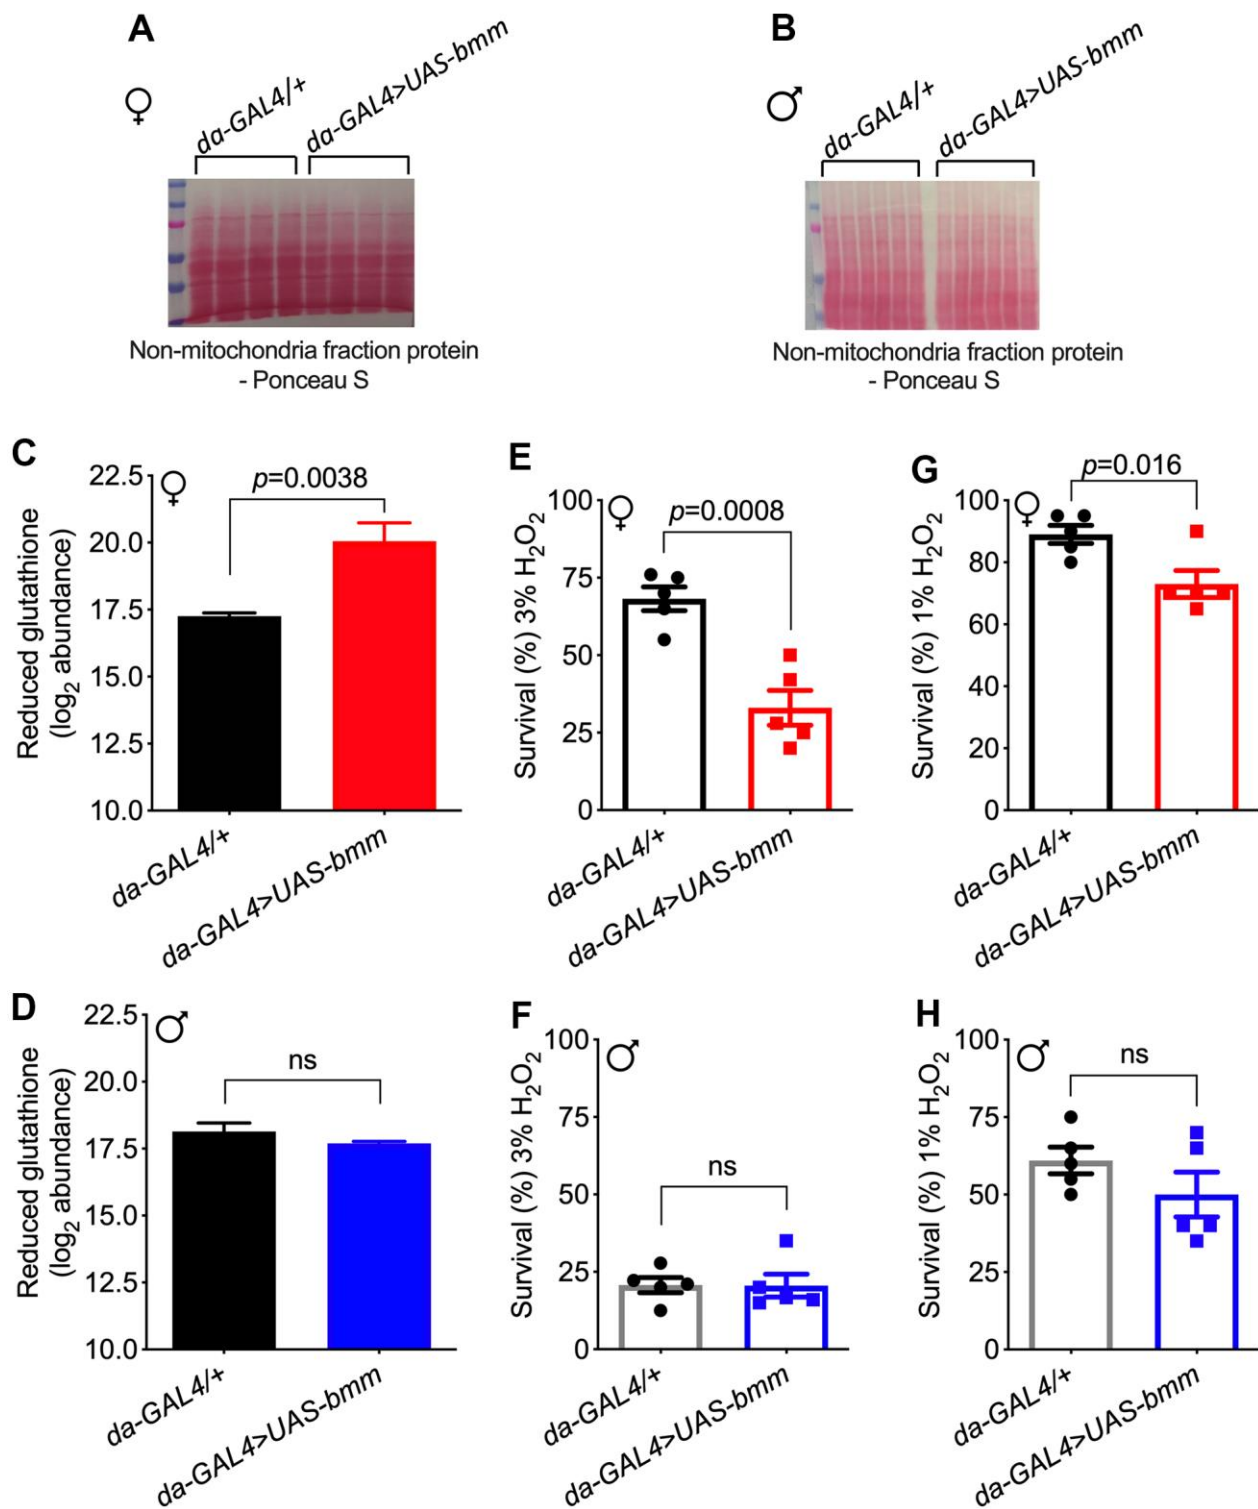 A
♀
da-GAL4/+
da-GAL4>UAS-bmm
Non-mitochondria fraction protein
- Ponceau S
B
♂
da-GAL4/+
da-GAL4>UAS-bmm
Non-mitochondria fraction protein
- Ponceau S
C
♀
Reduced glutathione
(log₂ abundance)
22.5
20.0
17.5
15.0
12.5
10.0
p=0.0038
da-GAL4/+
da-GAL4>UAS-bmm
E
♀
Survival (%) 3% H₂O₂
100
75
50
25
0
p=0.0008
da-GAL4/+
da-GAL4>UAS-bmm
G
♀
Survival (%) 1% H₂O₂
100
80
60
40
20
0
p=0.016
da-GAL4/+
da-GAL4>UAS-bmm
D
♂
Reduced glutathione
(log₂ abundance)
22.5
20.0
17.5
15.0
12.5
10.0
ns
da-GAL4/+
da-GAL4>UAS-bmm
F
♂
Survival (%) 3% H₂O₂
100
75
50
25
0
ns
da-GAL4/+
da-GAL4>UAS-bmm
H
♂
Survival (%) 1% H₂O₂
100
75
50
25
0
ns
da-GAL4/+
da-GAL4>UAS-bmm